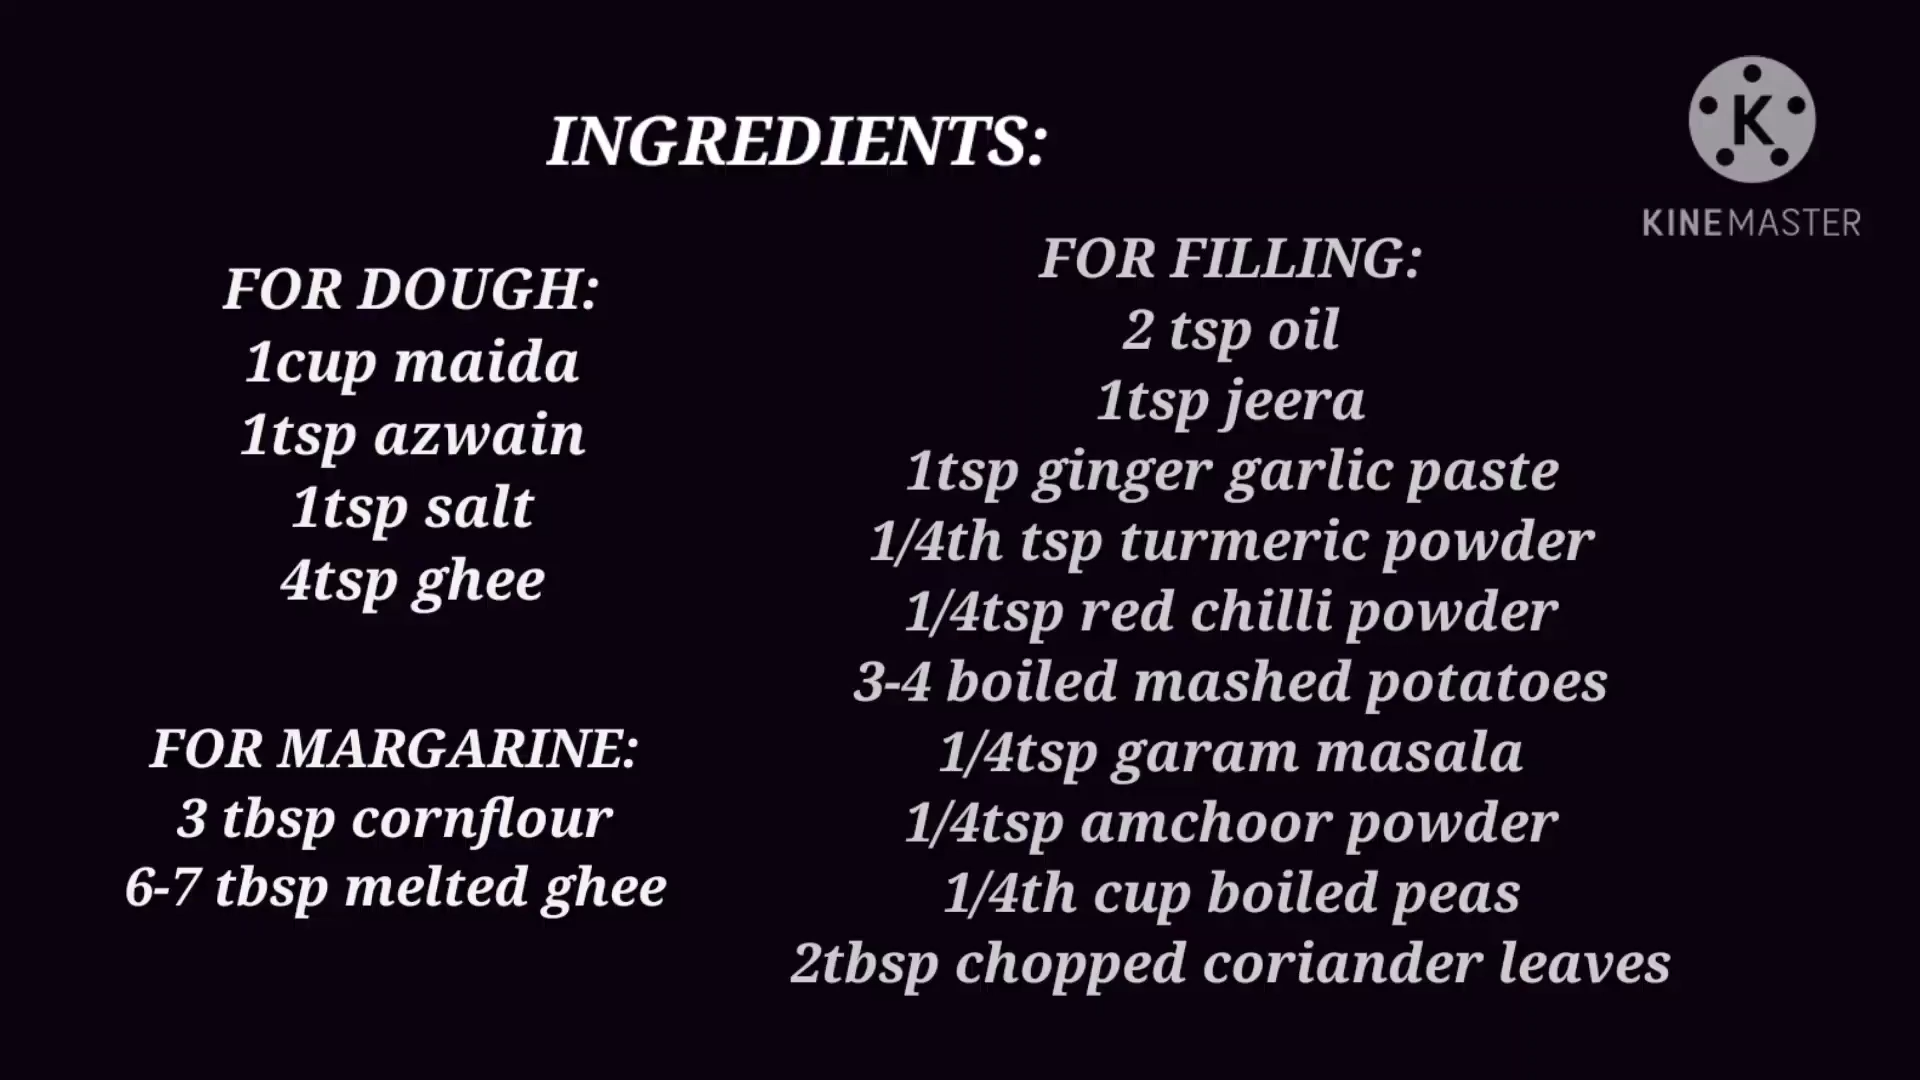 INGREDIENTS:
FOR DOUGH:
1cup maida
1tsp azwain
1tsp salt
4tsp ghee
FOR MARGARINE:
3 tbsp cornflour
6-7 tbsp melted ghee
FOR FILLING:
2 tsp oil
1tsp jeera
1tsp ginger garlic paste
1/4th tsp turmeric powder
1/4tsp red chilli powder
3-4 boiled mashed potatoes
1/4tsp garam masala
1/4tsp amchoor powder
1/4th cup boiled peas
2tbsp chopped coriander leaves
K
KINEMASTER